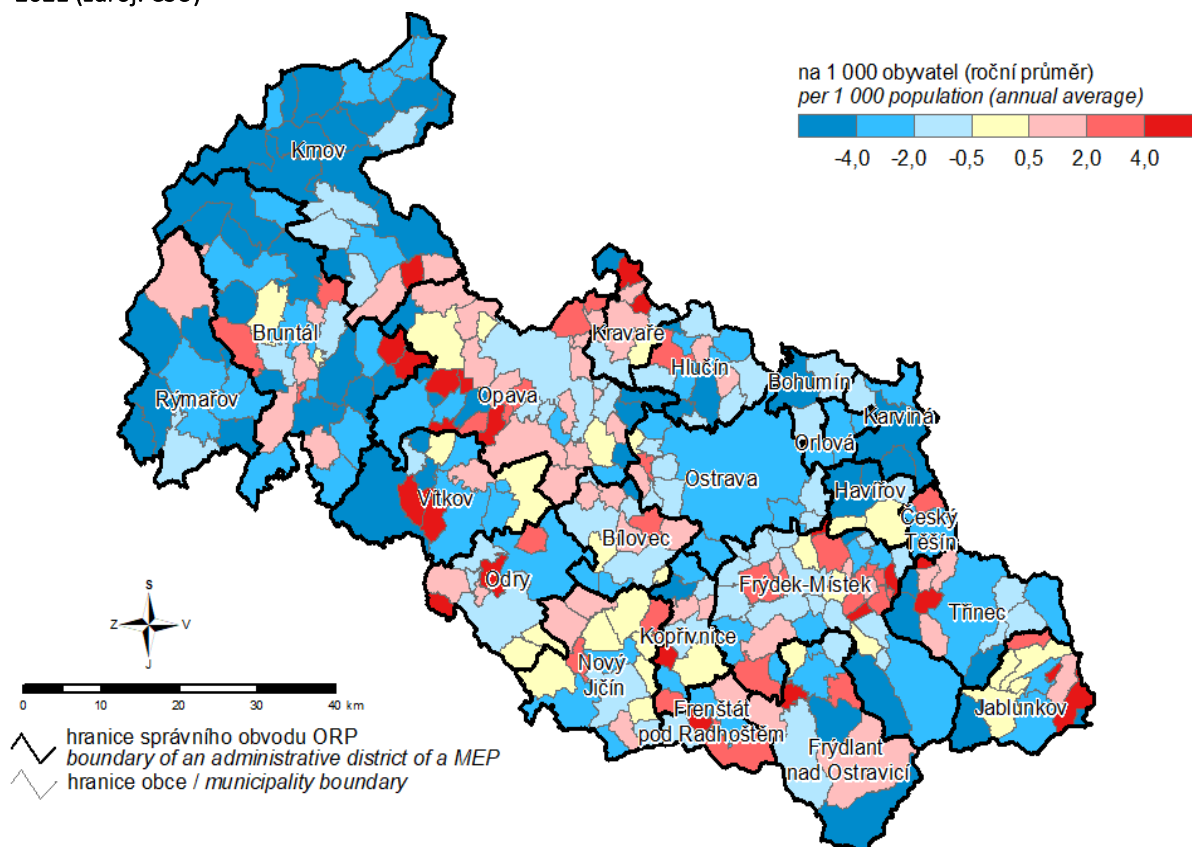 na 1 000 obyvatel (roční průměr)
per 1 000 population (annual average)
-4,0 -2,0 -0,5 0,5 2,0 4,0
Krnov
Bruntál
Rýmařov
Kravaře
Hlučín
Opava
Bohumín
Karviná
Orlová
Ostrava
Havířov
Vítkov
Český
Těšín
Bílovec
Odry
Frýdek-Místek
Třinec
Kopřivnice
Nový
Jičín
Jablunkov
Frenštát
pod Radhoštěm
Frýdlant
nad Ostravicí
S
Z V
J
0 10 20 30 40 km
hranice správního obvodu ORP
boundary of an administrative district of a MEP
hranice obce / municipality boundary